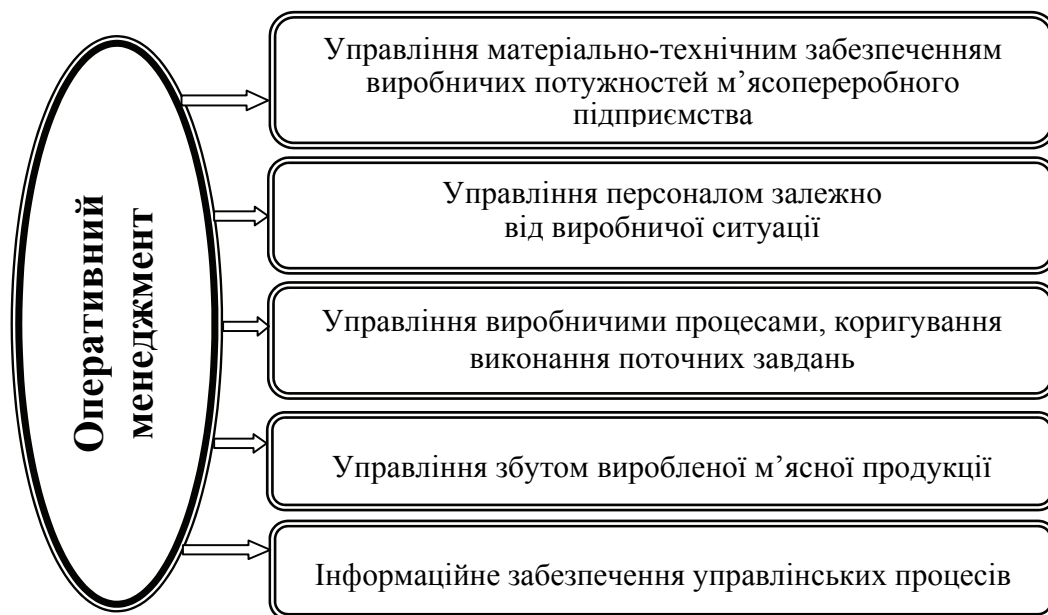 Оперативний
менеджмент
Управління матеріально-технічним забезпеченням
виробничих потужностей м’ясопереробного
підприємства
Управління персоналом залежно
від виробничої ситуації
Управління виробничими процесами, коригування
виконання поточних завдань
Управління збутом виробленої м’ясної продукції
Інформаційне забезпечення управлінських процесів